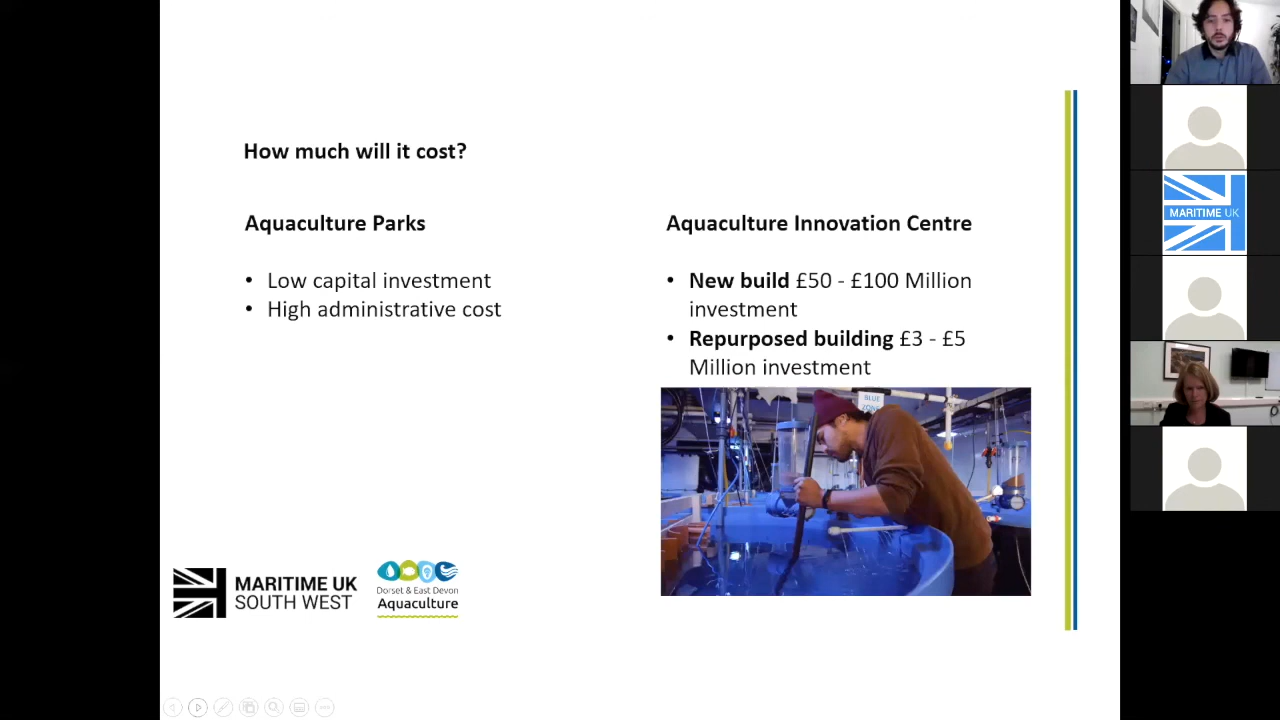 How much will it cost?
Aquaculture Parks
• Low capital investment
• High administrative cost
Aquaculture Innovation Centre
• New build £50 - £100 Million
investment
• Repurposed building £3 - £5
Million investment
BLUE
ZONE
MARITIME UK
SOUTH WEST
Dorset & East Devon
Aquaculture
MARITIME UK